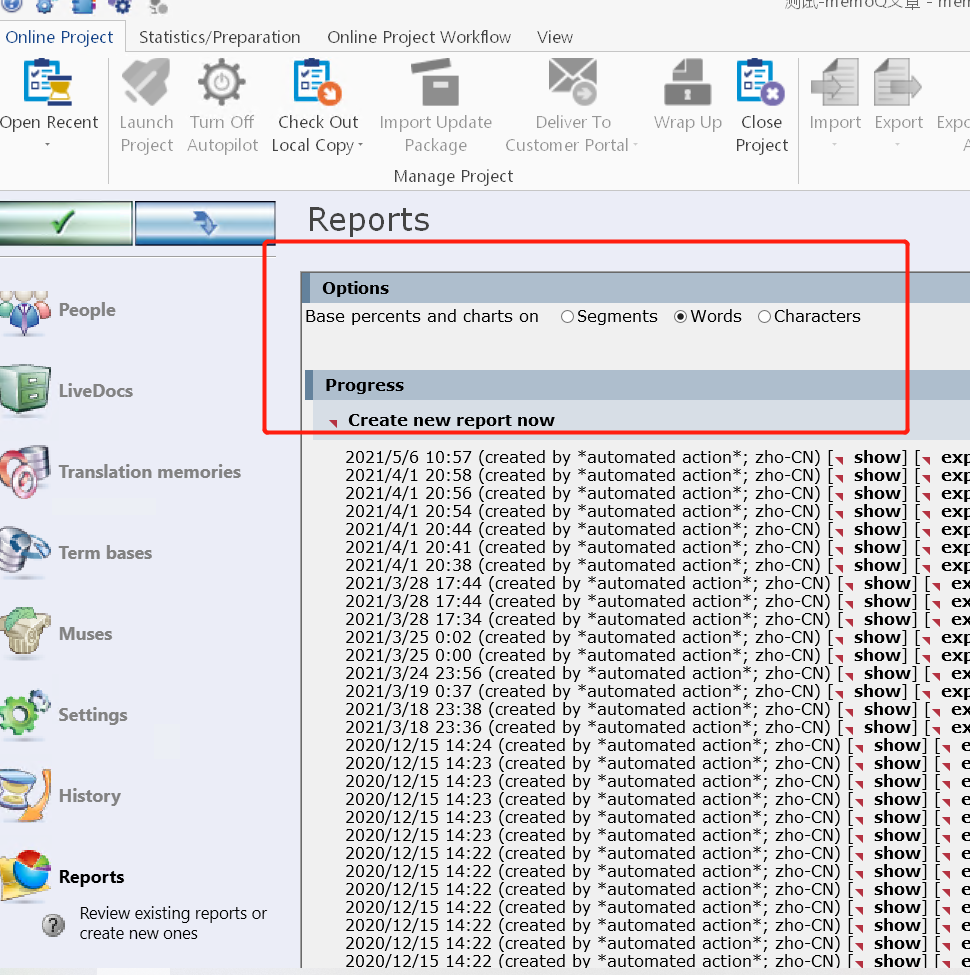 测试-memoQ文章 - mem
Online Project Statistics/Preparation Online Project Workflow View
Open Recent
Launch Project
Turn Off Autopilot
Check Out Local Copy
Import Update Package
Deliver To Customer Portal
Wrap Up
Close Project
Import
Export
Expo
A
Manage Project
Reports
Options
Base percents and charts on Segments Words Characters
Progress
Create new report now
2021/5/6 10:57 (created by *automated action*; zho-CN) [ show] [ exp
2021/4/1 20:58 (created by *automated action*; zho-CN) [ show] [ exp
2021/4/1 20:56 (created by *automated action*; zho-CN) [ show] [ exp
2021/4/1 20:54 (created by *automated action*; zho-CN) [ show] [ exp
2021/4/1 20:44 (created by *automated action*; zho-CN) [ show] [ exp
2021/4/1 20:41 (created by *automated action*; zho-CN) [ show] [ exp
2021/4/1 20:38 (created by *automated action*; zho-CN) [ show] [ exp
2021/3/28 17:44 (created by *automated action*; zho-CN) [ show] [ ex
2021/3/28 17:44 (created by *automated action*; zho-CN) [ show] [ ex
2021/3/28 17:34 (created by *automated action*; zho-CN) [ show] [ ex
2021/3/25 0:02 (created by *automated action*; zho-CN) [ show] [ exp
2021/3/25 0:00 (created by *automated action*; zho-CN) [ show] [ exp
2021/3/24 23:56 (created by *automated action*; zho-CN) [ show] [ ex
2021/3/19 0:37 (created by *automated action*; zho-CN) [ show] [ exp
2021/3/18 23:38 (created by *automated action*; zho-CN) [ show] [ ex
2021/3/18 23:36 (created by *automated action*; zho-CN) [ show] [ ex
2020/12/15 14:24 (created by *automated action*; zho-CN) [ show] [ e
2020/12/15 14:23 (created by *automated action*; zho-CN) [ show] [ e
2020/12/15 14:23 (created by *automated action*; zho-CN) [ show] [ e
2020/12/15 14:23 (created by *automated action*; zho-CN) [ show] [ e
2020/12/15 14:23 (created by *automated action*; zho-CN) [ show] [ e
2020/12/15 14:23 (created by *automated action*; zho-CN) [ show] [ e
2020/12/15 14:22 (created by *automated action*; zho-CN) [ show] [ e
2020/12/15 14:22 (created by *automated action*; zho-CN) [ show] [ e
2020/12/15 14:22 (created by *automated action*; zho-CN) [ show] [ e
2020/12/15 14:22 (created by *automated action*; zho-CN) [ show] [ e
2020/12/15 14:22 (created by *automated action*; zho-CN) [ show] [ e
2020/12/15 14:22 (created by *automated action*; zho-CN) [ show] [ e
2020/12/15 14:22 (created by *automated action*; zho-CN) [ show] [ e
People
LiveDocs
Translation memories
Term bases
Muses
Settings
History
Reports
Review existing reports or
create new ones